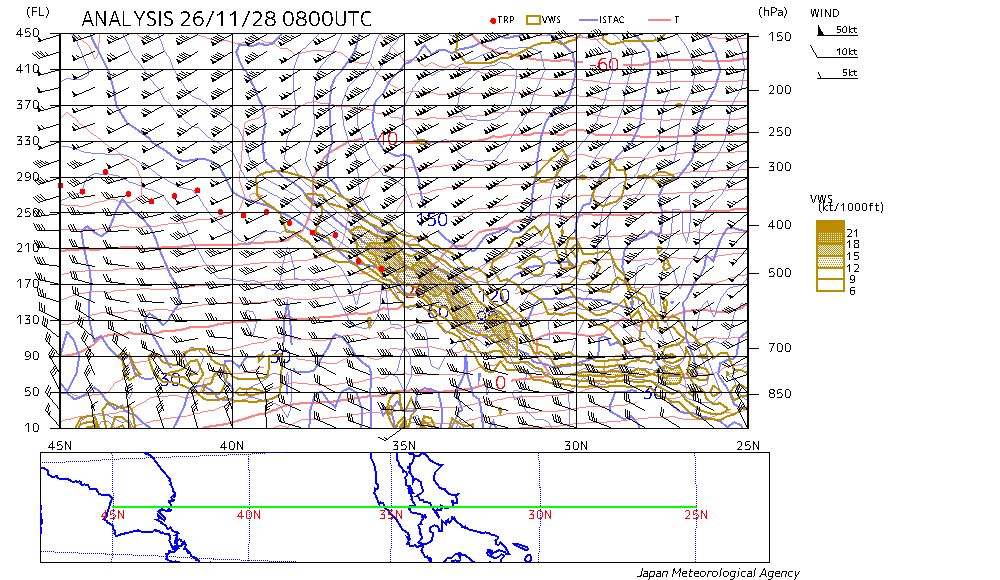 (FL) ANALYSIS 26/11/28 0800UTC TRP VWS ISTAC T (hPa) WIND
450 150 50kt
-60 10kt
410 5kt
200
370
250
330 -40
300
290
VWS
(kt/1000ft)
250 150 400
21
210 18
15
500 12
170 9
120 6
60 90
130
700
90 30
30 0
50 30 850
10
45N 40N 35N 30N 25N
45N 40N 35N 30N 25N
Japan Meteorological Agency